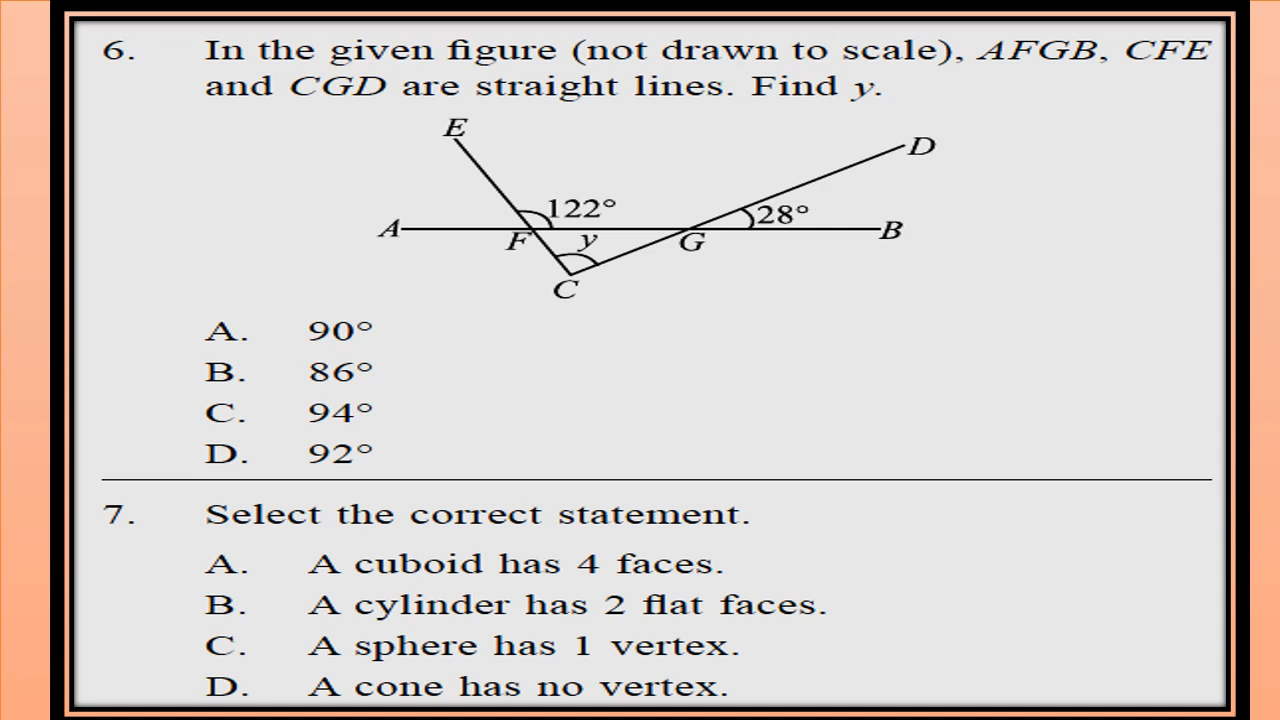 6. In the given figure (not drawn to scale), AFGB, CFE
and CGD are straight lines. Find y.
E
D
122°
28°
A
F
y
G
B
C
A. 90°
B. 86°
C. 94°
D. 92°
7. Select the correct statement.
A. A cuboid has 4 faces.
B. A cylinder has 2 flat faces.
C. A sphere has 1 vertex.
D. A cone has no vertex.